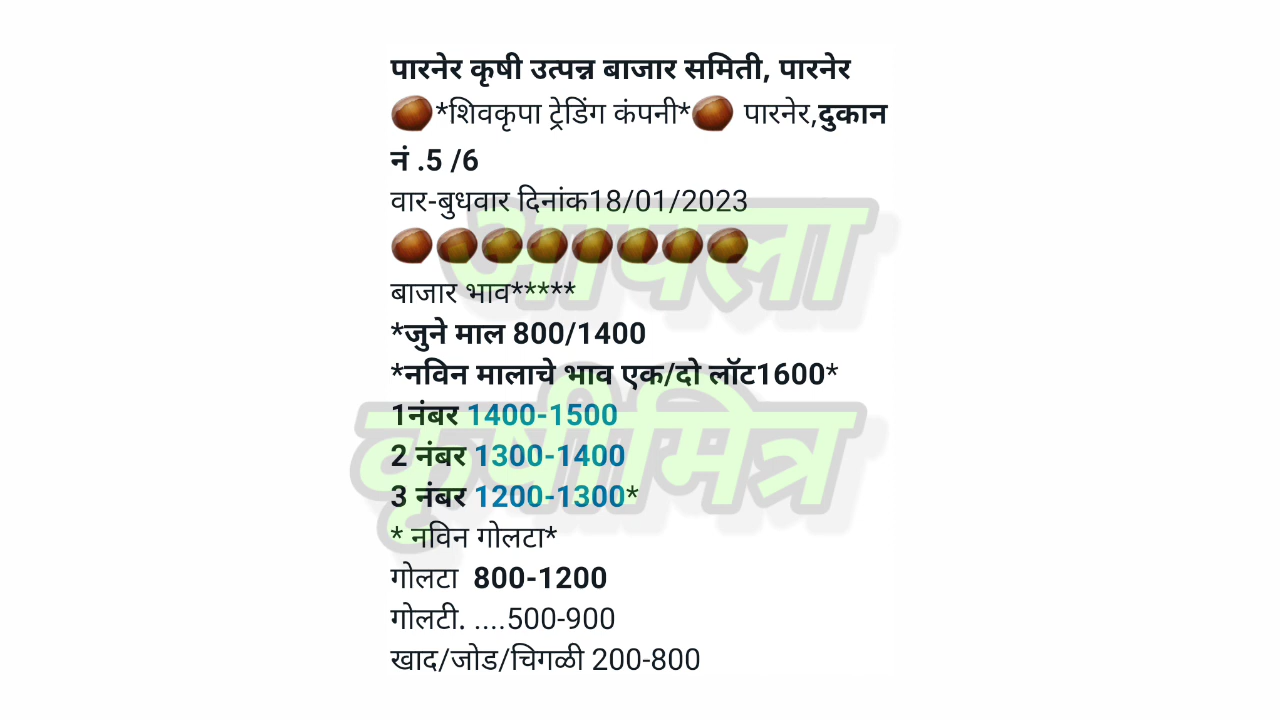 पारनेर कृषी उत्पन्न बाजार समिती, पारनेर
🌰*शिवकृपा ट्रेडिंग कंपनी*🌰 पारनेर,दुकान
नं .5 /6
वार-बुधवार दिनांक18/01/2023
🌰🌰🌰🌰🌰🌰🌰🌰
बाजार भाव*****
*जुने माल 800/1400
*नविन मालाचे भाव एक/दो लॉट1600*
1नंबर 1400-1500
2 नंबर 1300-1400
3 नंबर 1200-1300*
* नविन गोलटा*
गोलटा 800-1200
गोलटी. ....500-900
खाद/जोड/चिगळी 200-800
आपला
कृषीमित्र